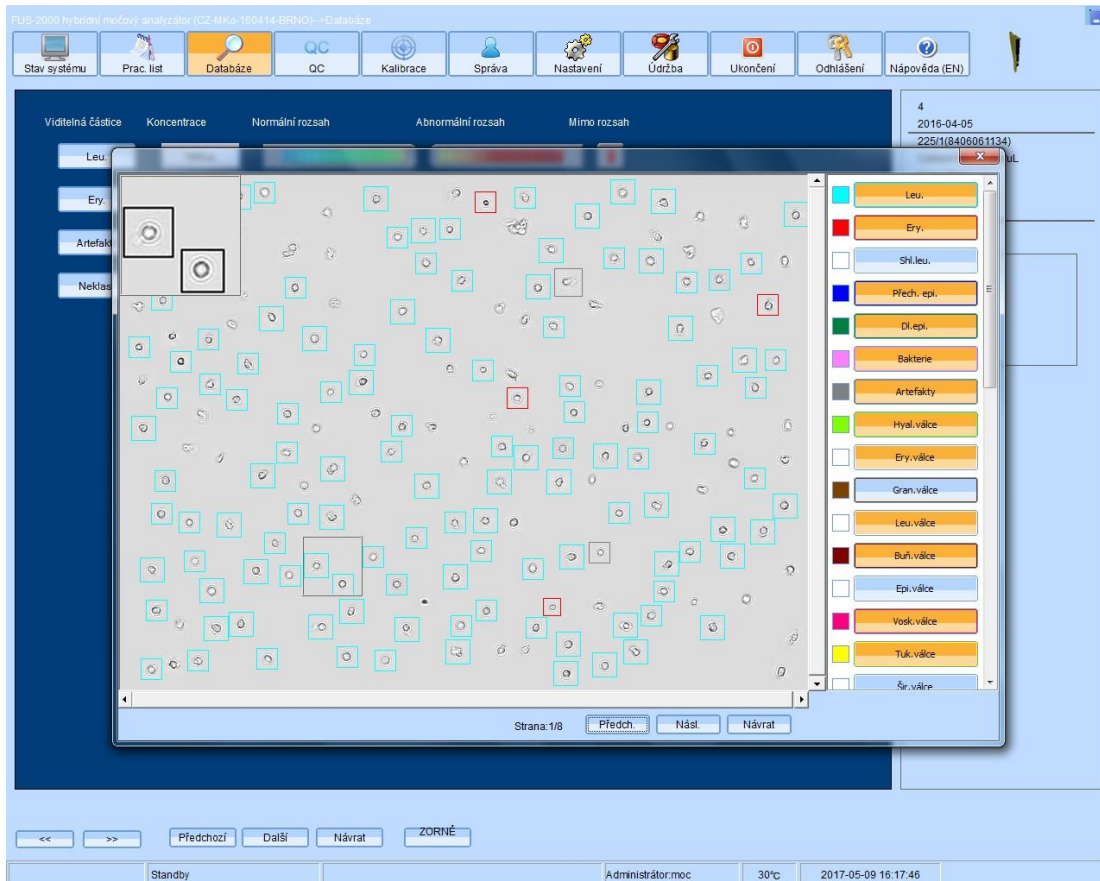 FUS-2000 hybridní močový analyzátor (CZ-MKo-160414-BRNO)-->Databáze
QC
Stav systému Prac. list Databáze QC Kalibrace Správa Nastavení Údržba Ukončení Odhlášení Nápověda (EN)
4
Viditelná částice Koncentrace Normální rozsah Abnormální rozsah Mimo rozsah
2016-04-05
225/1(8406061134)
Leu.
uL
Leu.
Ery.
Ery.
Shl.leu.
Artefak
Neklas
Přech. epi.
Dl.epi.
Bakterie
Artefakty
Hyal.válce
Ery.válce
Gran.válce
Leu.válce
Buň.válce
Epi.válce
Vosk.válce
Tuk.válce
Šir.válce
Strana:1/8 Předch. Násl. Návrat
<< >> Předchozí Další Návrat ZORNÉ
Standby Administrátor:moc 30°C 2017-05-09 16:17:46